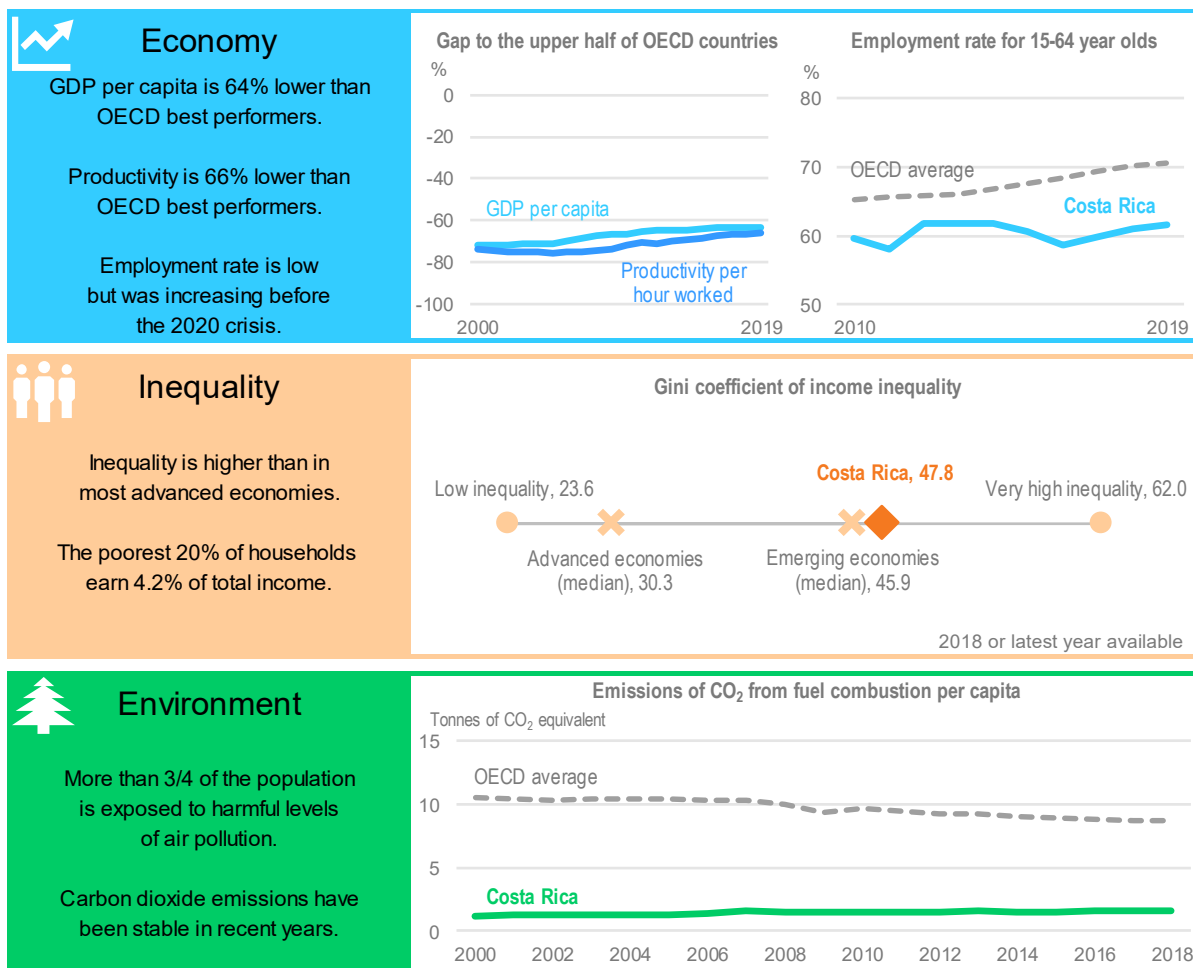 Economy
GDP per capita is 64% lower than
OECD best performers.
Productivity is 66% lower than
OECD best performers.
Employment rate is low
but was increasing before
the 2020 crisis.
Gap to the upper half of OECD countries
%
0
-20
-40
-60
-80
-100
GDP per capita
Productivity per
hour worked
2000
2019
Employment rate for 15-64 year olds
%
80
70
60
50
OECD average
Costa Rica
2010
2019
Inequality
Inequality is higher than in
most advanced economies.
The poorest 20% of households
earn 4.2% of total income.
Gini coefficient of income inequality
Costa Rica, 47.8
Low inequality, 23.6
Very high inequality, 62.0
Advanced economies
(median), 30.3
Emerging economies
(median), 45.9
2018 or latest year available
Environment
More than 3/4 of the population
is exposed to harmful levels
of air pollution.
Carbon dioxide emissions have
been stable in recent years.
Emissions of CO₂ from fuel combustion per capita
Tonnes of CO₂ equivalent
15
10
5
0
OECD average
Costa Rica
2000 2002 2004 2006 2008 2010 2012 2014 2016 2018